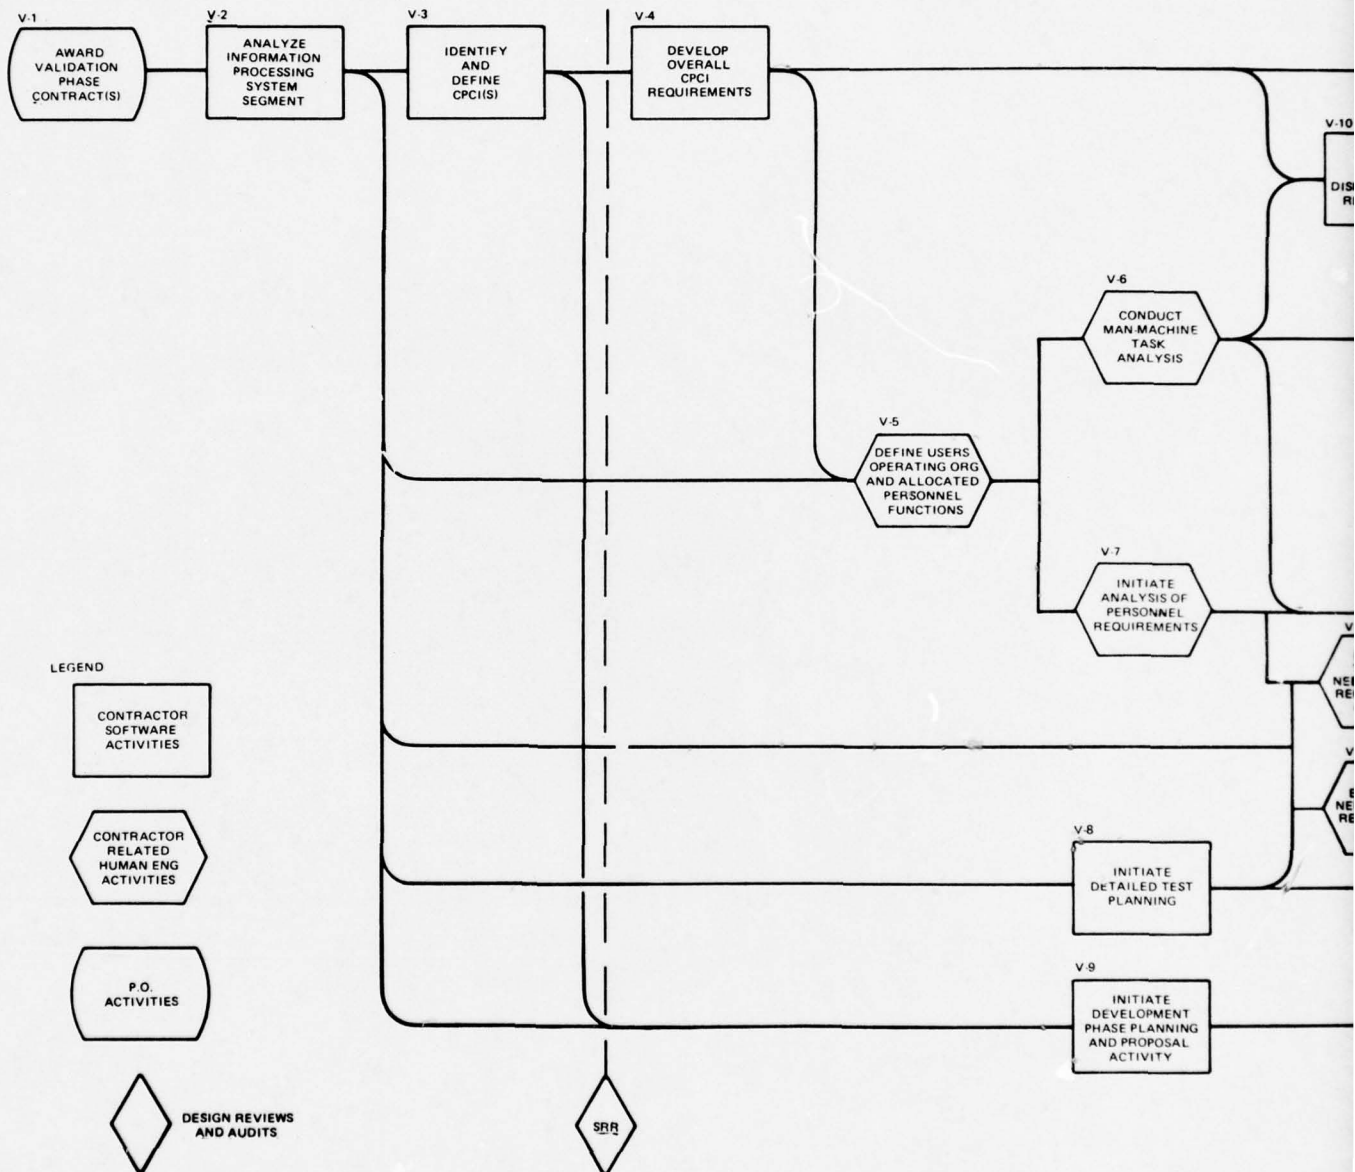 V-1
AWARD
VALIDATION
PHASE
CONTRACT(S)
V-2
ANALYZE
INFORMATION
PROCESSING
SYSTEM
SEGMENT
V-3
IDENTIFY
AND
DEFINE
CPCI(S)
V-4
DEVELOP
OVERALL
CPCI
REQUIREMENTS
V-10
V-6
CONDUCT
MAN-MACHINE
TASK
ANALYSIS
V-5
DEFINE USERS
OPERATING ORG
AND ALLOCATED
PERSONNEL
FUNCTIONS
V-7
INITIATE
ANALYSIS OF
PERSONNEL
REQUIREMENTS
LEGEND
CONTRACTOR
SOFTWARE
ACTIVITIES
CONTRACTOR
RELATED
HUMAN ENG
ACTIVITIES
P.O.
ACTIVITIES
DESIGN REVIEWS
AND AUDITS
SRR
V-8
INITIATE
DETAILED TEST
PLANNING
V-9
INITIATE
DEVELOPMENT
PHASE PLANNING
AND PROPOSAL
ACTIVITY